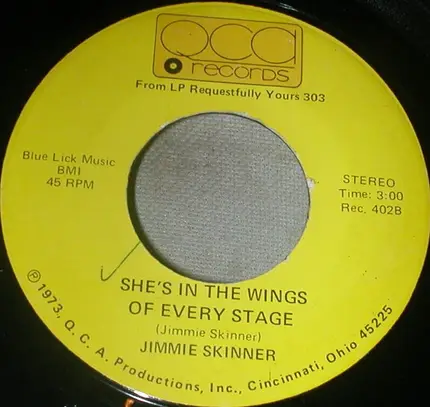 QCA
records
From LP Requestfully Yours 303
Blue Lick Music
BMI
45 RPM
STEREO
Time: 3:00
Rec. 402B
SHE'S IN THE WINGS
OF EVERY STAGE
(Jimmie Skinner)
JIMMIE SKINNER
℗ 1973, Q. C. A. Productions, Inc., Cincinnati, Ohio 45225